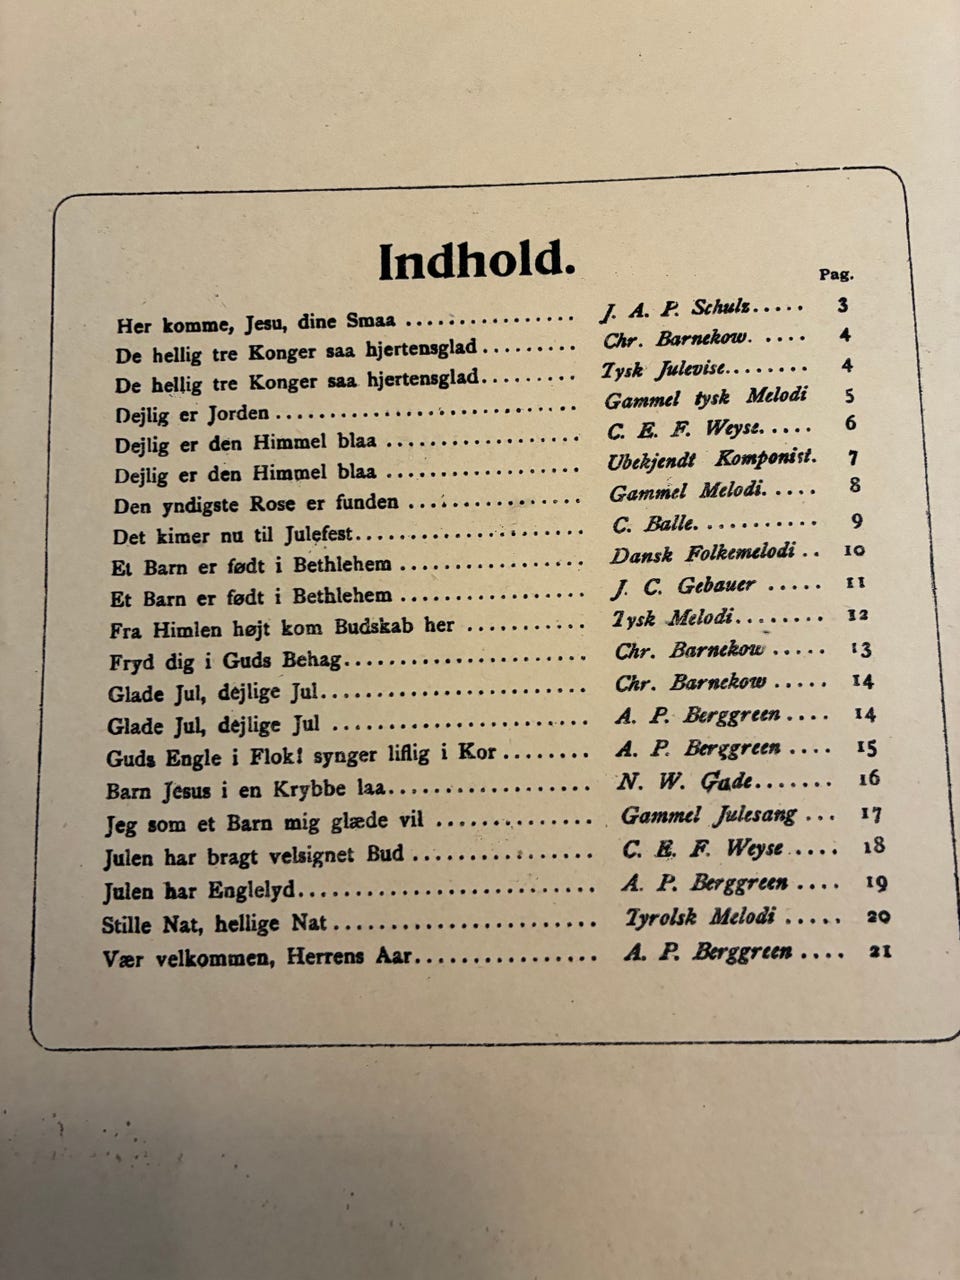 Indhold.
Pag.
Her komme, Jesu, dine Smaa ................ J. A. P. Schulz..... 3
De hellig tre Konger saa hjertensglad ......... Chr. Barnekow. .... 4
De hellig tre Konger saa hjertensglad.......... Tysk Julevise........ 4
Dejlig er Jorden ............................ Gammel tysk Melodi 5
Dejlig er den Himmel blaa .................. C. E. F. Weyse..... 6
Dejlig er den Himmel blaa .................. Ubekjendt Komponist. 7
Den yndigste Rose er funden ................ Gammel Melodi. .... 8
Det kimer nu til Julefest..................... C. Balle. .......... 9
Et Barn er født i Bethlehem ................. Dansk Folkemelodi .. 10
Et Barn er født i Bethlehem ................. J. C. Gebauer ..... 11
Fra Himlen højt kom Budskab her ........... Tysk Melodi........ 12
Fryd dig i Guds Behag...................... Chr. Barnekow ..... 13
Glade Jul, dejlige Jul........................ Chr. Barnekow ..... 14
Glade Jul, dejlige Jul ....................... A. P. Berggreen .... 14
Guds Engle i Flok! synger liflig i Kor ........ A. P. Berggreen .... 15
Barn Jesus i en Krybbe laa.................. N. W. Gade....... 16
Jeg som et Barn mig glæde vil .............. Gammel Julesang ... 17
Julen har bragt velsignet Bud ................ C. E. F. Weyse .... 18
Julen har Englelyd.......................... A. P. Berggreen .... 19
Stille Nat, hellige Nat ....................... Tyrolsk Melodi ..... 20
Vær velkommen, Herrens Aar................ A. P. Berggreen .... 21